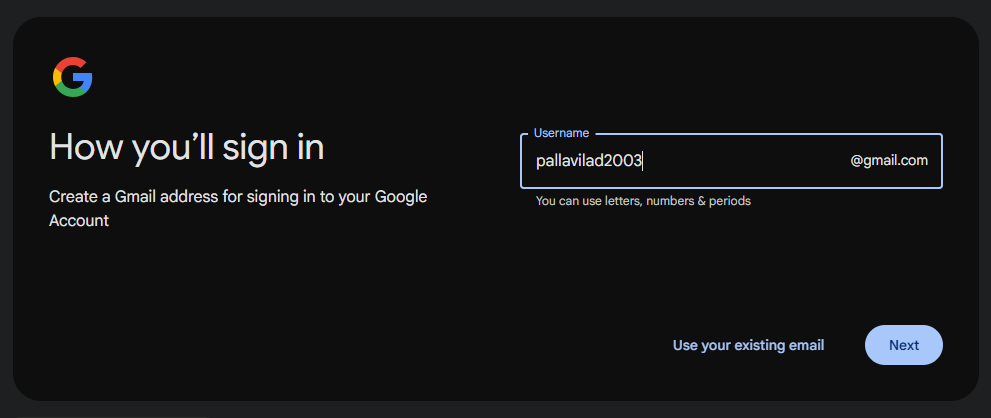 How you'll sign in
Create a Gmail address for signing in to your Google
Account
Username
pallavilad2003
@gmail.com
You can use letters, numbers & periods
Use your existing email
Next